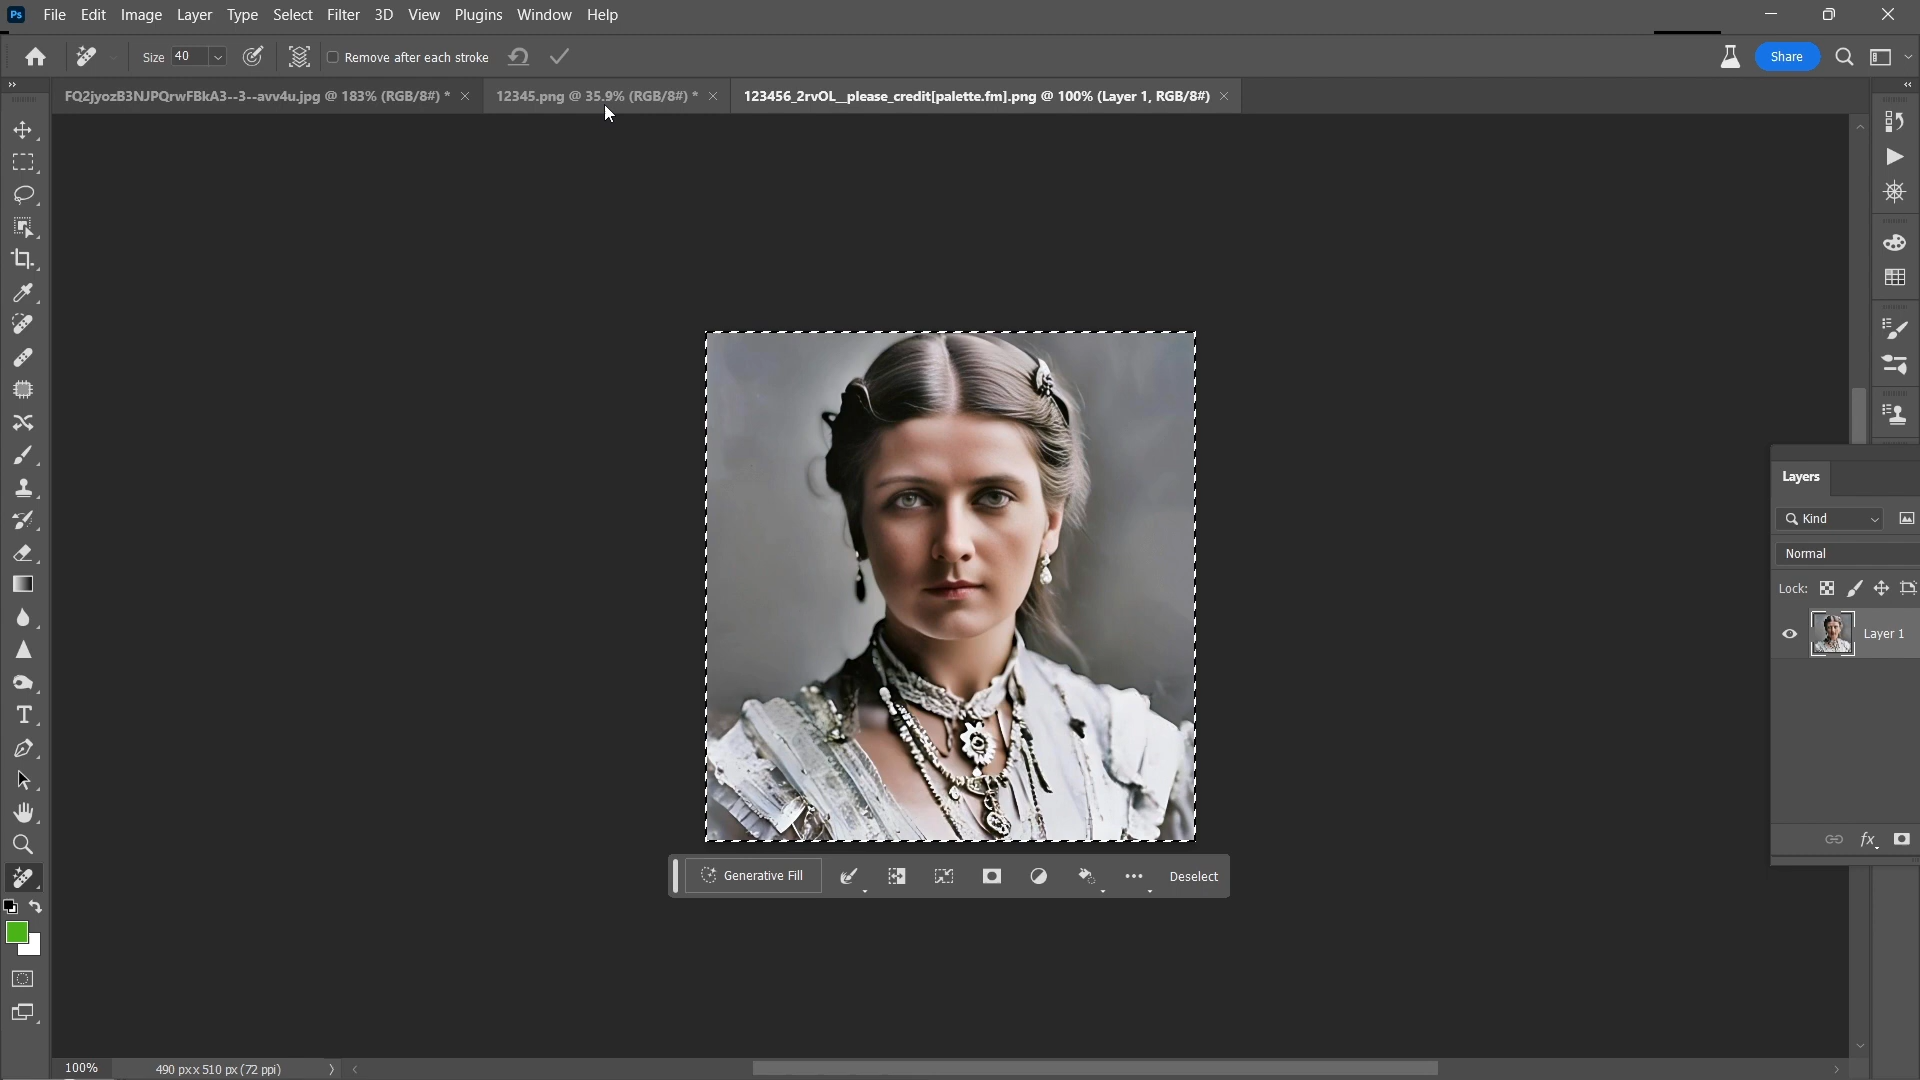 Ps File Edit Image Layer Type Select Filter 3D View Plugins Window Help
Size 40 Remove after each stroke Share
FQ2jyozB3NJPQrwFBkA3--3--avv4u.jpg @ 183% (RGB/8#) * 12345.png @ 35.9% (RGB/8#) * 123456_2rvOL_please_credit[palette.fm].png @ 100% (Layer 1, RGB/8#)
Layers
Kind
Normal
Lock:
Layer 1
fx
Generative Fill Deselect
100% 490 px x 510 px (72 ppi)